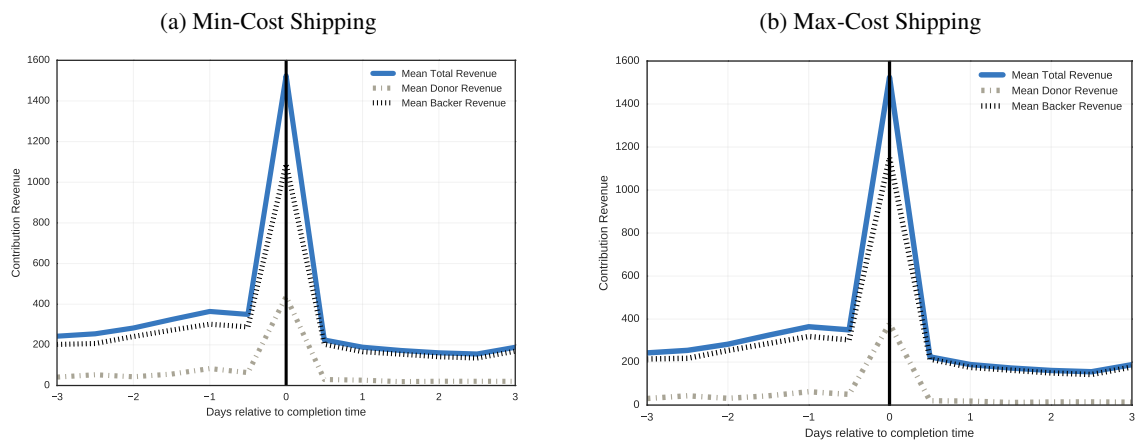 (a) Min-Cost Shipping
1600
1400
1200
1000
800
600
400
200
0
Contribution Revenue
Mean Total Revenue
Mean Donor Revenue
Mean Backer Revenue
−3 −2 −1 0 1 2 3
Days relative to completion time
(b) Max-Cost Shipping
1600
1400
1200
1000
800
600
400
200
0
Contribution Revenue
Mean Total Revenue
Mean Donor Revenue
Mean Backer Revenue
−3 −2 −1 0 1 2 3
Days relative to completion time